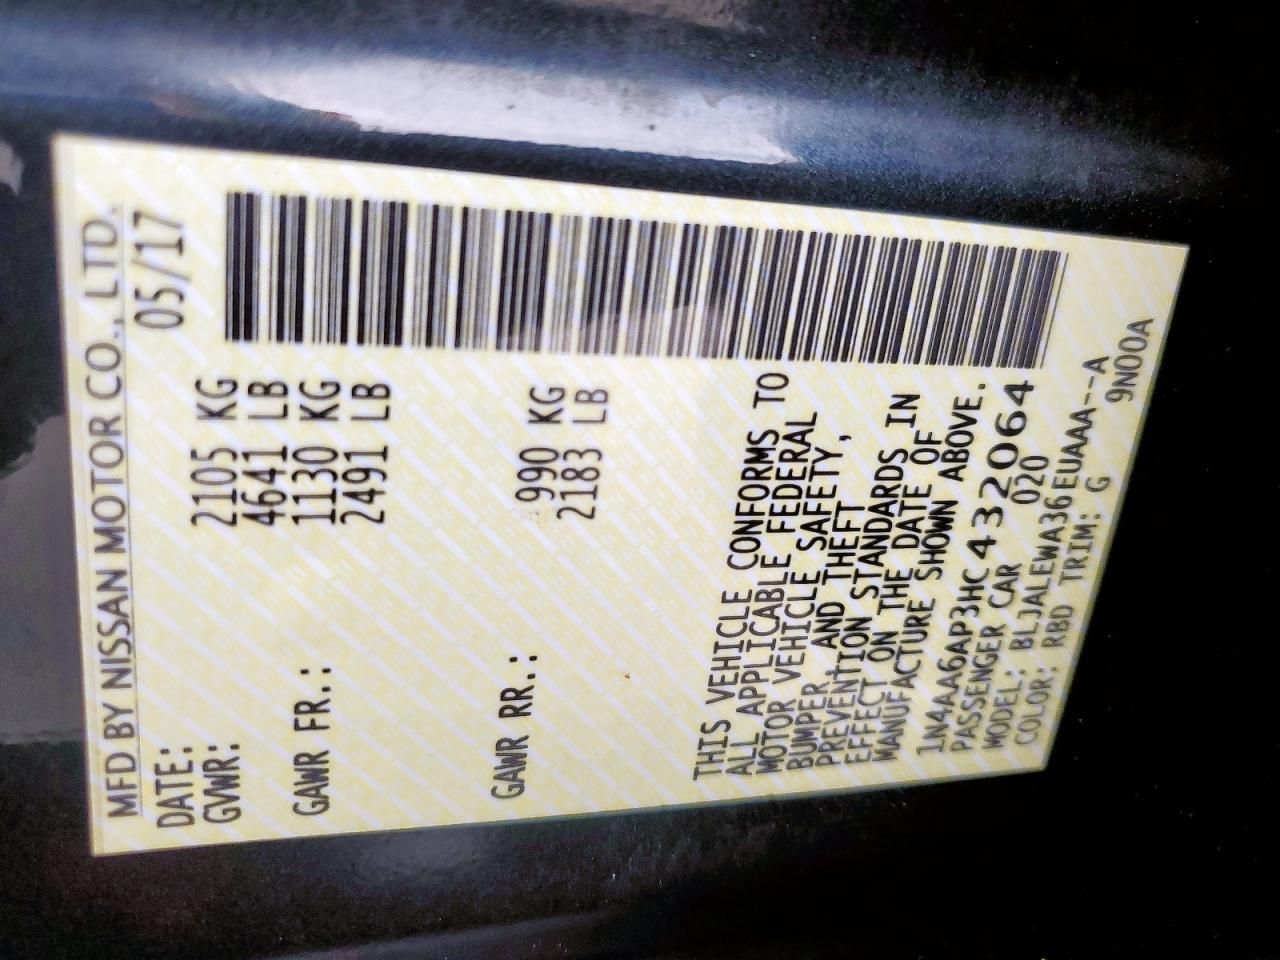 MFD BY NISSAN MOTOR CO., LTD.
DATE: 05/17
GVWR: 2105 KG
4641 LB
GAWR FR.: 1130 KG
2491 LB
GAWR RR.: 990 KG
2183 LB
THIS VEHICLE CONFORMS TO
ALL APPLICABLE FEDERAL
MOTOR VEHICLE SAFETY,
BUMPER, AND THEFT
PREVENTION STANDARDS IN
EFFECT ON THE DATE OF
MANUFACTURE SHOWN ABOVE.
1N4AA6AP3HC432064
PASSENGER CAR 020
MODEL: BLJALEWA36EUAAA--A
COLOR: RBD TRIM: G 9N00A